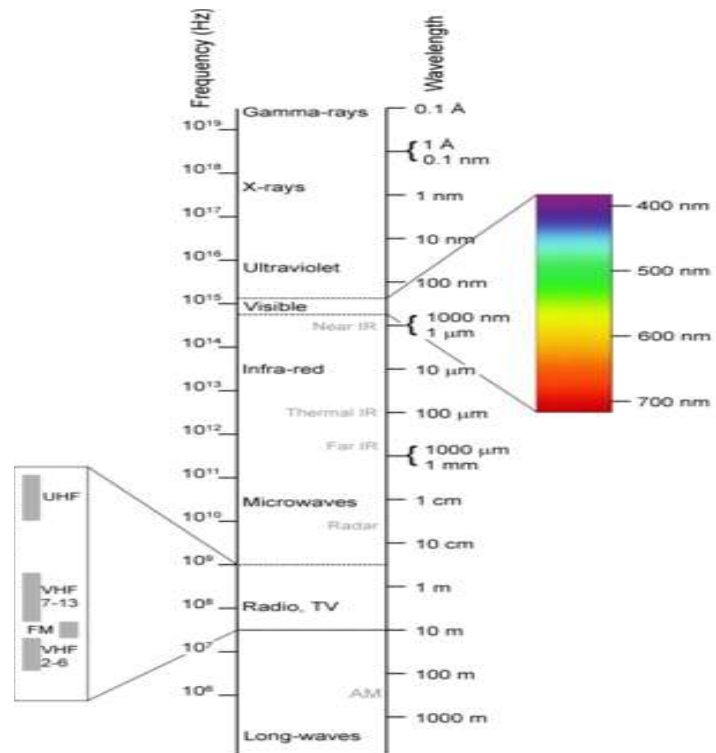 Frequency (Hz)
Wavelength
Gamma-rays
0.1 Å
10¹⁹
1 Å
0.1 nm
10¹⁸
X-rays
1 nm
10¹⁷
10 nm
10¹⁶
Ultraviolet
100 nm
10¹⁵
Visible
Near IR
1000 nm
1 µm
10¹⁴
Infra-red
10 µm
10¹³
Thermal IR
100 µm
10¹²
Far IR
1000 µm
1 mm
10¹¹
Microwaves
1 cm
10¹⁰
Radar
10 cm
10⁹
1 m
10⁸
Radio, TV
10 m
10⁷
100 m
10⁶
AM
1000 m
Long-waves
400 nm
500 nm
600 nm
700 nm
UHF
VHF
7-13
FM
VHF
2-6